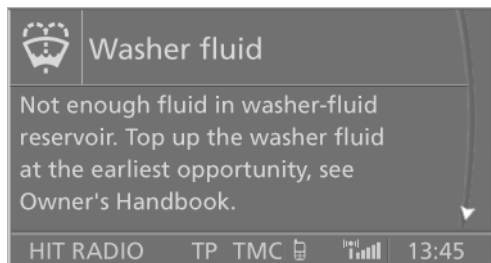 Washer fluid
Not enough fluid in washer-fluid
reservoir. Top up the washer fluid
at the earliest opportunity, see
Owner's Handbook.
HIT RADIO TP TMC 13:45